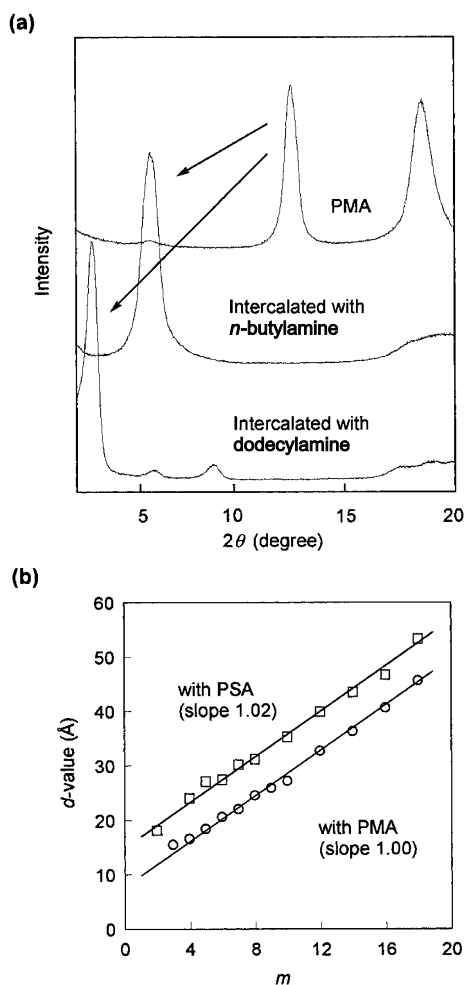 (a)
Intensity
PMA
Intercalated with
n-butylamine
Intercalated with
dodecylamine
5 10 15 20
2θ (degree)
(b)
d-value (Å)
60
50
40
30
20
10
0
with PSA
(slope 1.02)
with PMA
(slope 1.00)
0 4 8 12 16 20
m